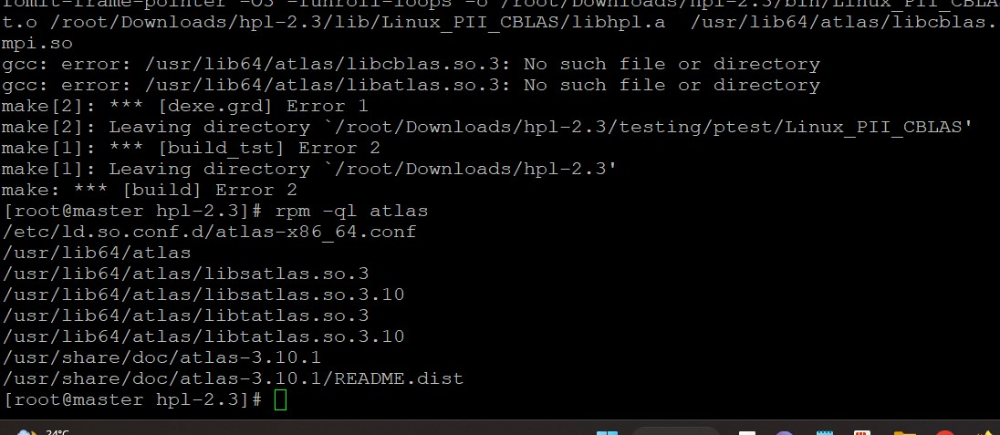 fomit-frame-pointer -O3 -funroll-loops -o /root/Downloads/hpl-2.3/bin/Linux_PII_CBLA
t.o /root/Downloads/hpl-2.3/lib/Linux_PII_CBLAS/libhpl.a  /usr/lib64/atlas/libcblas.
mpi.so
gcc: error: /usr/lib64/atlas/libcblas.so.3: No such file or directory
gcc: error: /usr/lib64/atlas/libatlas.so.3: No such file or directory
make[2]: *** [dexe.grd] Error 1
make[2]: Leaving directory `/root/Downloads/hpl-2.3/testing/ptest/Linux_PII_CBLAS'
make[1]: *** [build_tst] Error 2
make[1]: Leaving directory `/root/Downloads/hpl-2.3'
make: *** [build] Error 2
[root@master hpl-2.3]# rpm -ql atlas
/etc/ld.so.conf.d/atlas-x86_64.conf
/usr/lib64/atlas
/usr/lib64/atlas/libsatlas.so.3
/usr/lib64/atlas/libsatlas.so.3.10
/usr/lib64/atlas/libtatlas.so.3
/usr/lib64/atlas/libtatlas.so.3.10
/usr/share/doc/atlas-3.10.1
/usr/share/doc/atlas-3.10.1/README.dist
[root@master hpl-2.3]#
24°C